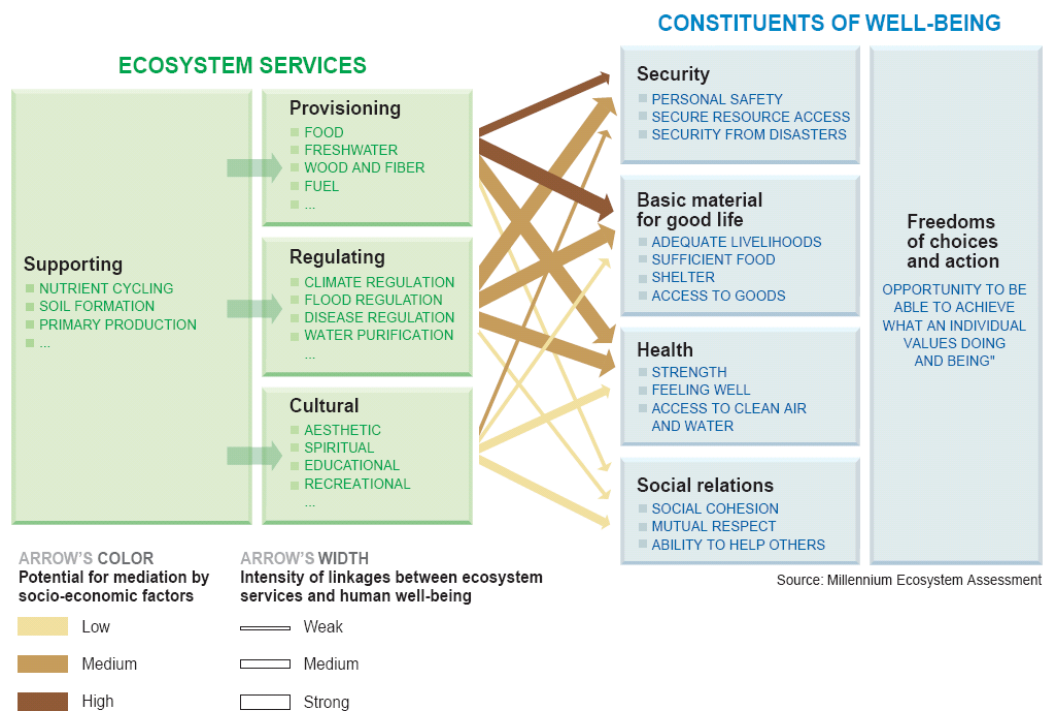 CONSTITUENTS OF WELL-BEING
ECOSYSTEM SERVICES
Supporting
NUTRIENT CYCLING
SOIL FORMATION
PRIMARY PRODUCTION
...
Provisioning
FOOD
FRESHWATER
WOOD AND FIBER
FUEL
...
Regulating
CLIMATE REGULATION
FLOOD REGULATION
DISEASE REGULATION
WATER PURIFICATION
...
Cultural
AESTHETIC
SPIRITUAL
EDUCATIONAL
RECREATIONAL
...
Security
PERSONAL SAFETY
SECURE RESOURCE ACCESS
SECURITY FROM DISASTERS
Basic material
for good life
ADEQUATE LIVELIHOODS
SUFFICIENT FOOD
SHELTER
ACCESS TO GOODS
Health
STRENGTH
FEELING WELL
ACCESS TO CLEAN AIR
AND WATER
Social relations
SOCIAL COHESION
MUTUAL RESPECT
ABILITY TO HELP OTHERS
Freedoms
of choices
and action
OPPORTUNITY TO BE
ABLE TO ACHIEVE
WHAT AN INDIVIDUAL
VALUES DOING
AND BEING"
Source: Millennium Ecosystem Assessment
ARROW'S COLOR
Potential for mediation by
socio-economic factors
Low
Medium
High
ARROW'S WIDTH
Intensity of linkages between ecosystem
services and human well-being
Weak
Medium
Strong